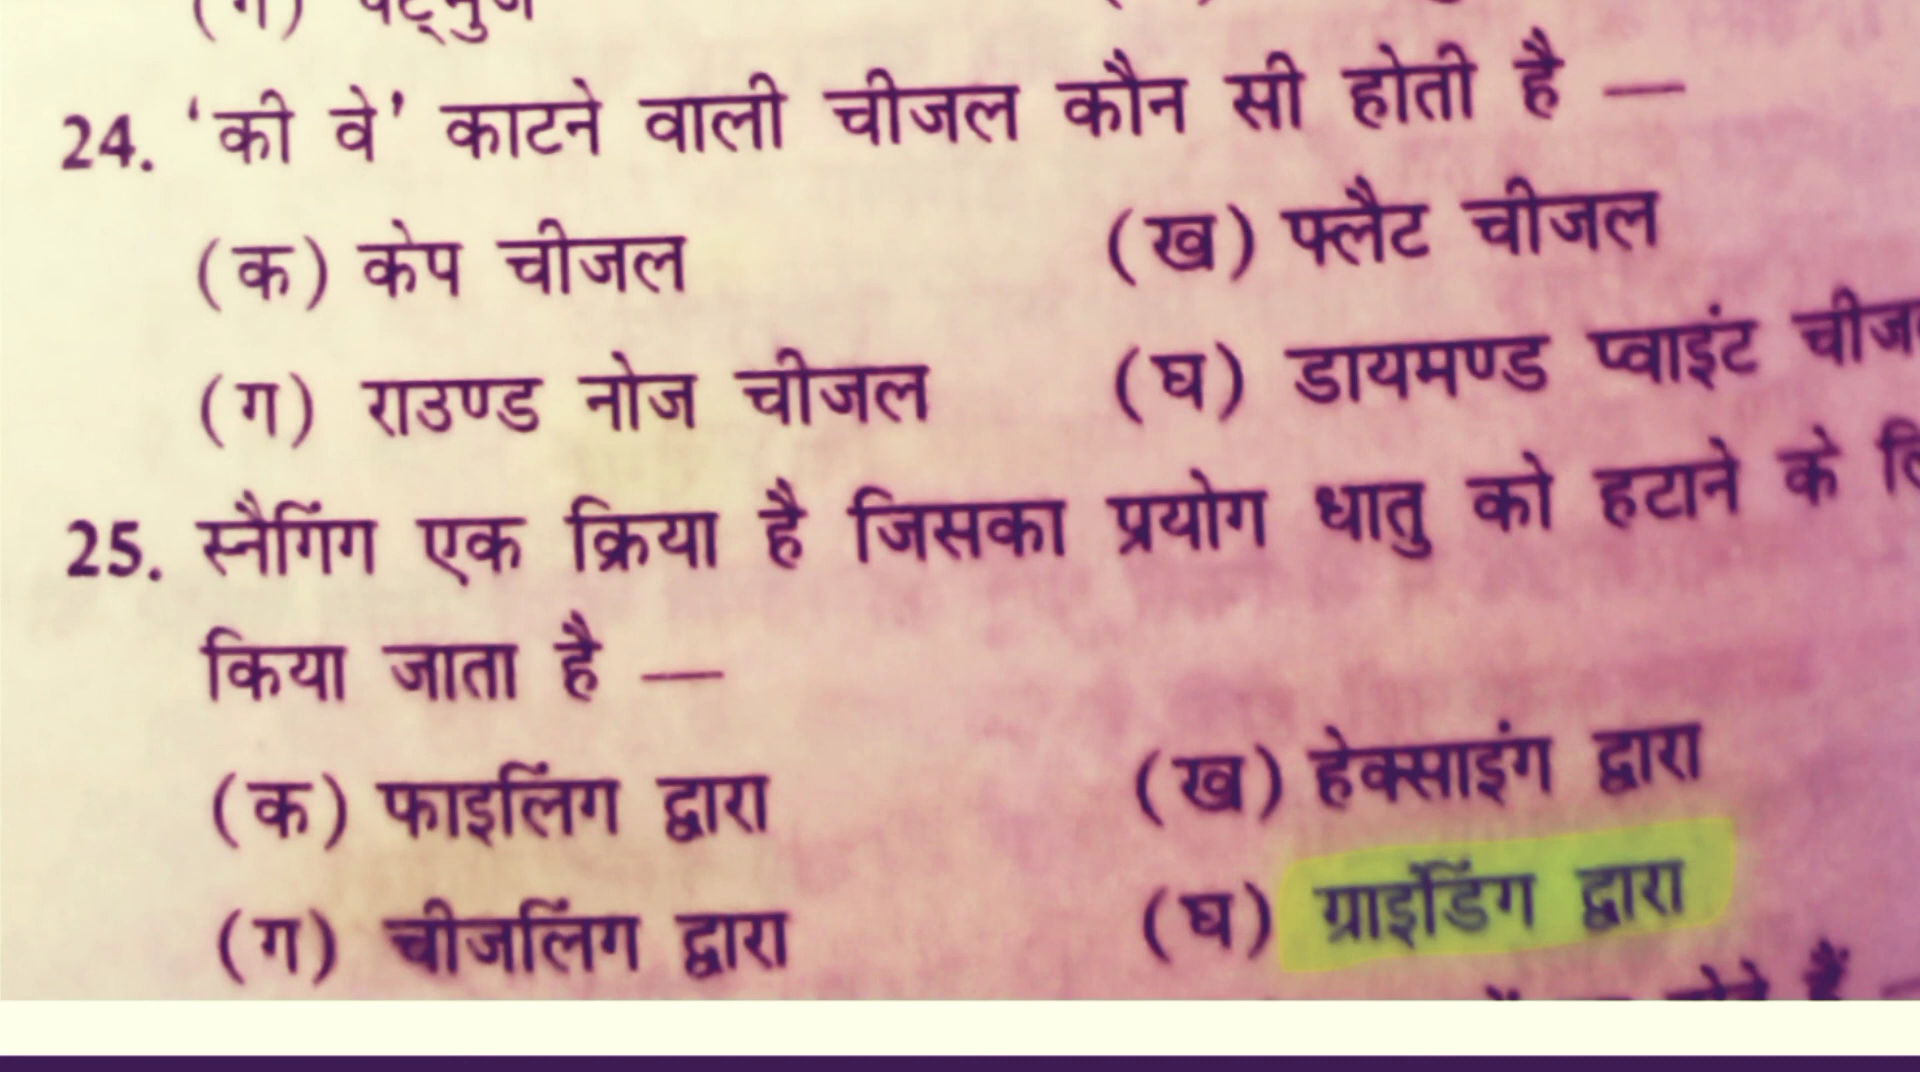 24. ‘की वे’ काटने वाली चीजल कौन सी होती है —
(क) केप चीजल (ख) फ्लैट चीजल
(ग) राउण्ड नोज चीजल (घ) डायमण्ड प्वाइंट
25. स्नैगिंग एक क्रिया है जिसका प्रयोग धातु को हटाने के
किया जाता है —
(क) फाइलिंग द्वारा (ख) हेक्साइंग द्वारा
(ग) चीजलिंग द्वारा (घ) ग्राइंडिंग द्वारा